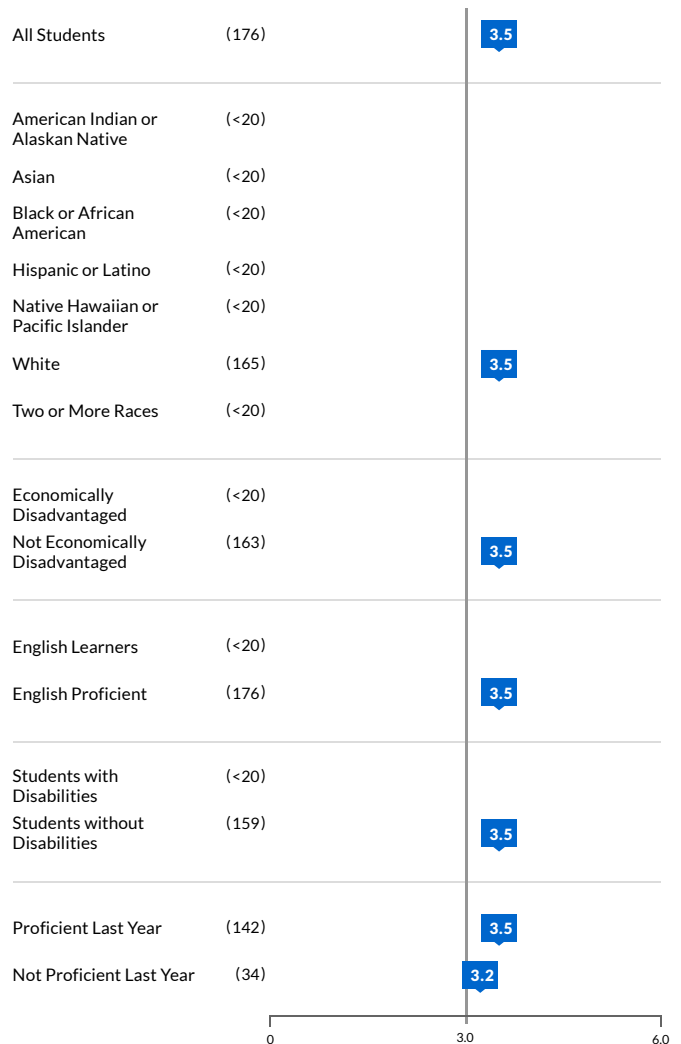 All Students (176) 3.5
American Indian or (<20)
Alaskan Native
Asian (<20)
Black or African (<20)
American
Hispanic or Latino (<20)
Native Hawaiian or (<20)
Pacific Islander
White (165) 3.5
Two or More Races (<20)
Economically (<20)
Disadvantaged
Not Economically (163) 3.5
Disadvantaged
English Learners (<20)
English Proficient (176) 3.5
Students with (<20)
Disabilities
Students without (159) 3.5
Disabilities
Proficient Last Year (142) 3.5
Not Proficient Last Year (34) 3.2
0 3.0 6.0